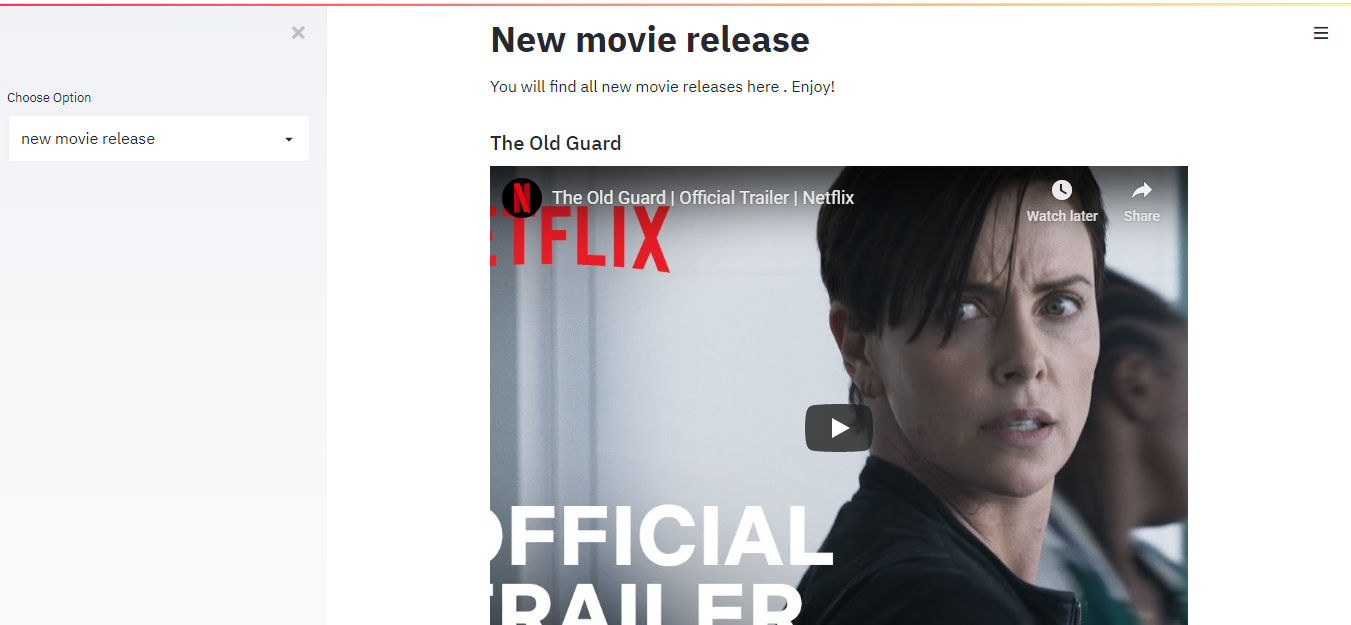 ×
Choose Option
new movie release
New movie release
You will find all new movie releases here . Enjoy!
The Old Guard
N
The Old Guard | Official Trailer | Netflix
Watch later
Share
ETFLIX
OFFICIAL
TRAILER